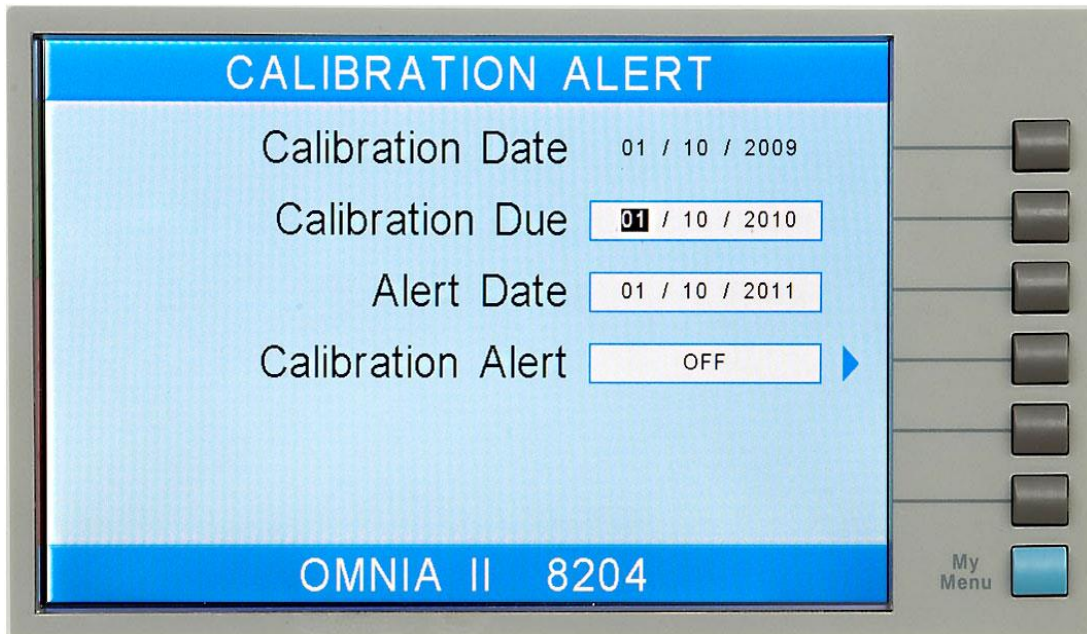 CALIBRATION ALERT
Calibration Date 01 / 10 / 2009
Calibration Due 01 / 10 / 2010
Alert Date 01 / 10 / 2011
Calibration Alert OFF
OMNIA II 8204
My
Menu